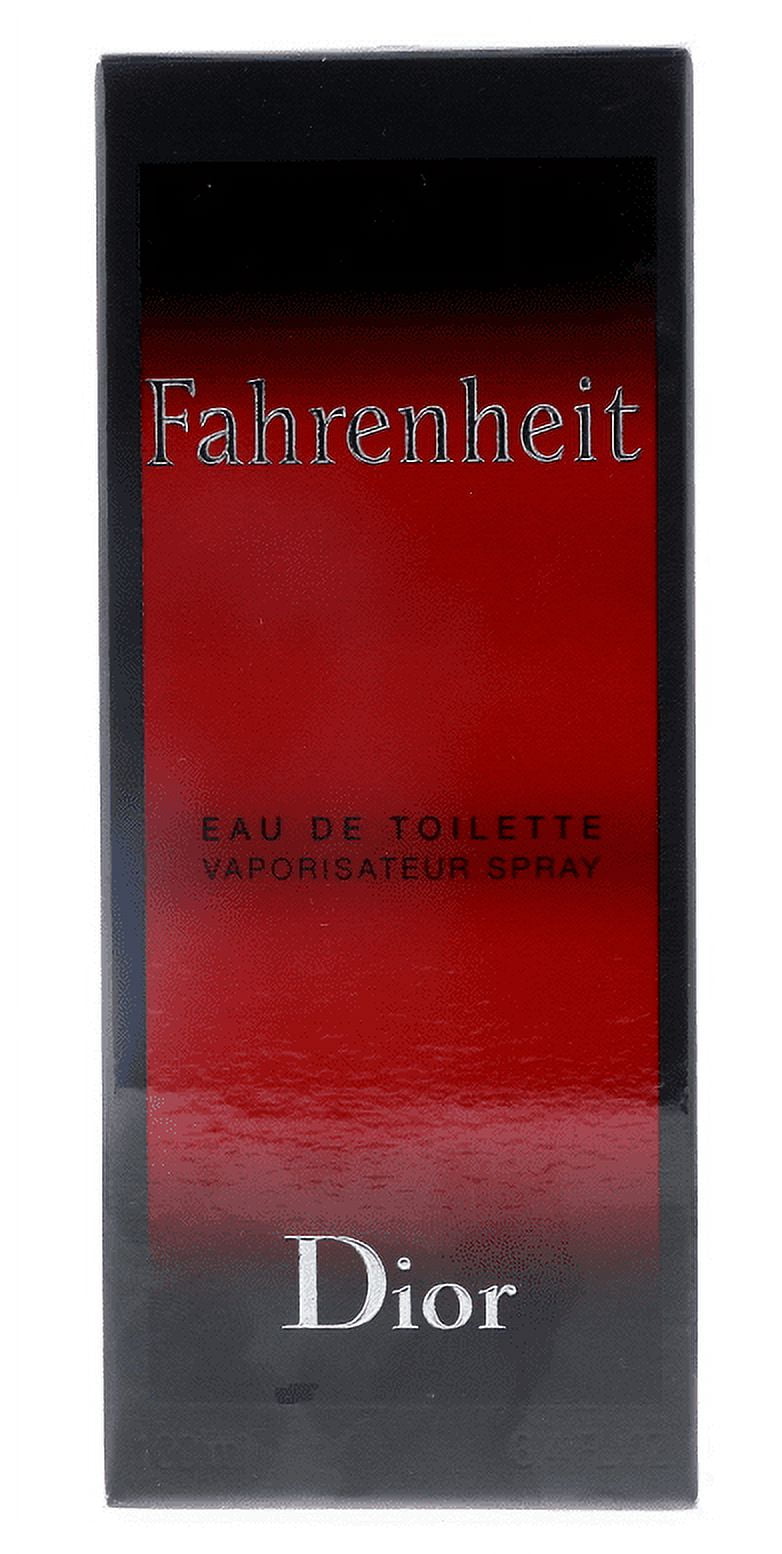 Fahrenheit
EAU DE TOILETTE
VAPORISATEUR SPRAY
Dior